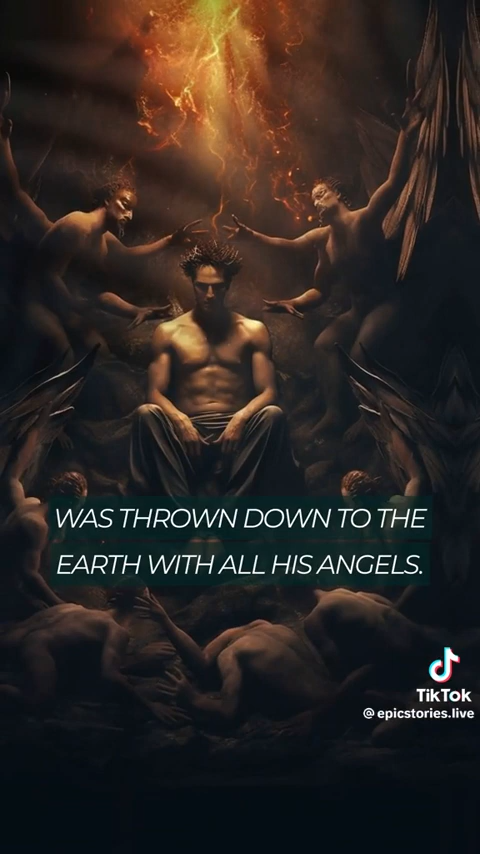 WAS THROWN DOWN TO THE
EARTH WITH ALL HIS ANGELS.
TikTok
@epicstories.live